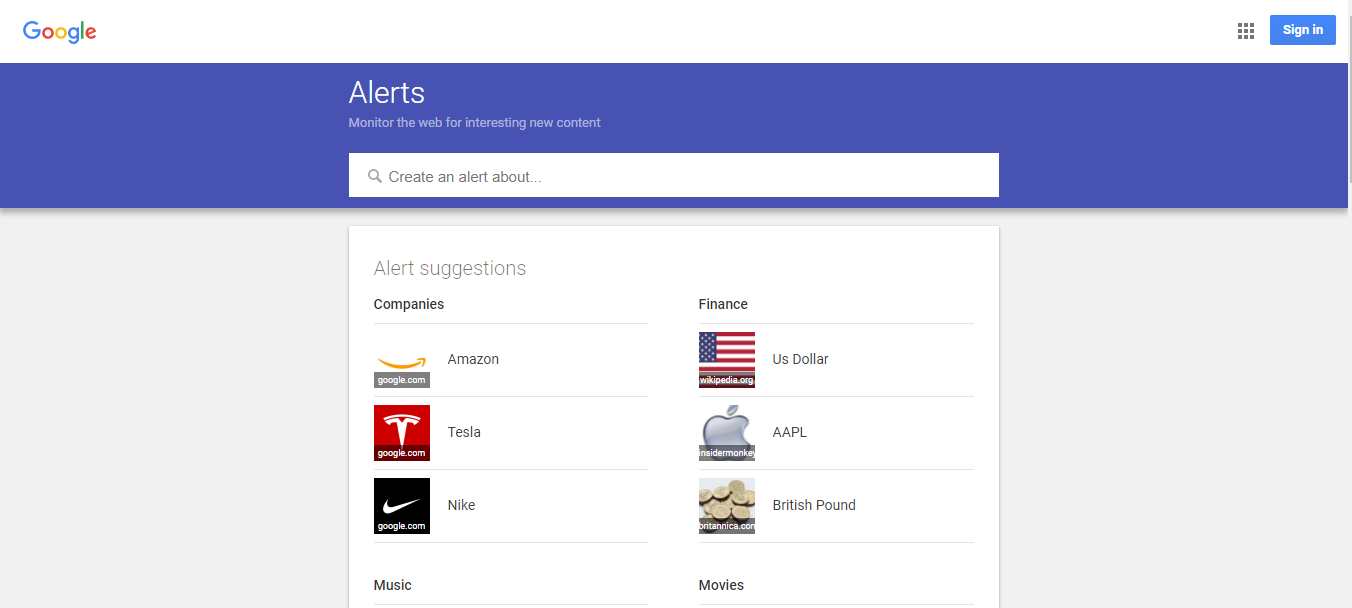 Google
Sign in
Alerts
Monitor the web for interesting new content
Create an alert about...
Alert suggestions
Companies
google.com
Amazon
google.com
Tesla
google.com
Nike
Finance
wikipedia.org
Us Dollar
insidermonkey
AAPL
britannica.com
British Pound
Music
Movies